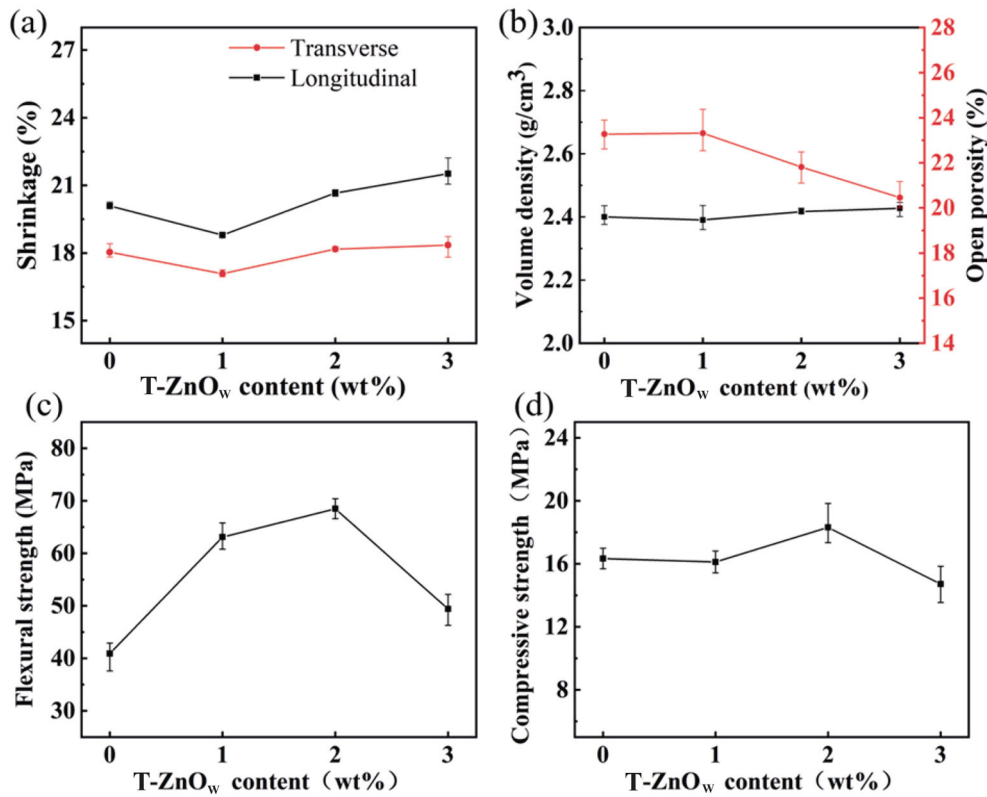 (a)
27
24
21
18
15
Shrinkage (%)
Transverse
Longitudinal
0 1 2 3
T-ZnOw content (wt%)
(b)
3.0
2.8
2.6
2.4
2.2
2.0
Volume density (g/cm³)
28
26
24
22
20
18
16
14
Open porosity (%)
0 1 2 3
T-ZnOw content (wt%)
(c)
80
70
60
50
40
30
Flexural strength (MPa)
0 1 2 3
T-ZnOw content（wt%）
(d)
24
20
16
12
8
Compressive strength（MPa）
0 1 2 3
T-ZnOw content（wt%）